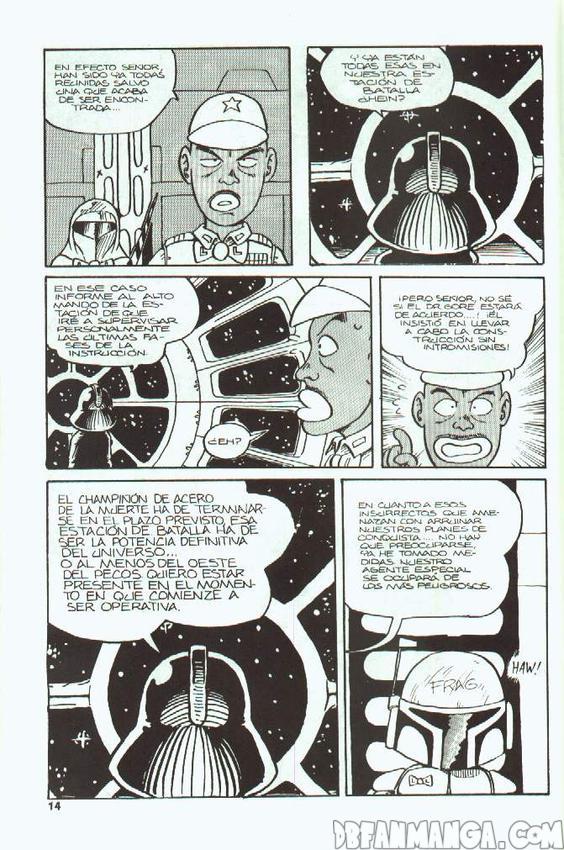 EN EFECTO SEÑOR,
HAN SIDO YA TODAS
REUNIDAS SALVO
UNA QUE ACABA
DE SER ENCON-
TRADA...
Y YA ESTÁN
TODAS ESAS EN
NUESTRA ES-
TACIÓN DE
BATALLA
¿HEIN?
EN ESE CASO
INFORME AL ALTO
MANDO DE LA ES-
TACIÓN DE QUE
IRÉ A SUPERVISAR
PERSONALMENTE
LAS ÚLTIMAS FA-
SES DE LA
INSTRUCCIÓN.
¿EH?
¡PERO SEÑOR, NO SÉ
SI EL DR. GORE ESTARÁ
DE ACUERDO....! ¡ÉL
INSISTIÓ EN LLEVAR
A CABO LA CONS-
TRUCCIÓN SIN
INTROMISIONES!
EL CHAMPIÑÓN DE ACERO
DE LA MUERTE HA DE TERMINAR-
SE EN EL PLAZO PREVISTO, ESA
ESTACIÓN DE BATALLA HA DE
SER LA POTENCIA DEFINITIVA
DEL UNIVERSO...
O AL MENOS DEL OESTE
DEL PECOS QUIERO ESTAR
PRESENTE EN EL MOMEN-
TO EN QUE COMIENZE A
SER OPERATIVA.
EN CUANTO A ESOS
INSURRECTOS QUE AME-
NAZAN CON ARRUINAR
NUESTROS PLANES DE
CONQUISTA.... NO HAN
QUE PREOCUPARSE,
YA HE TOMADO ME-
DIDAS NUESTRO
AGENTE ESPECIAL
SE OCUPARÁ DE
LOS MÁS PELIGROSOS.
HAW!
FRAG
14
DBFANMANGA.COM